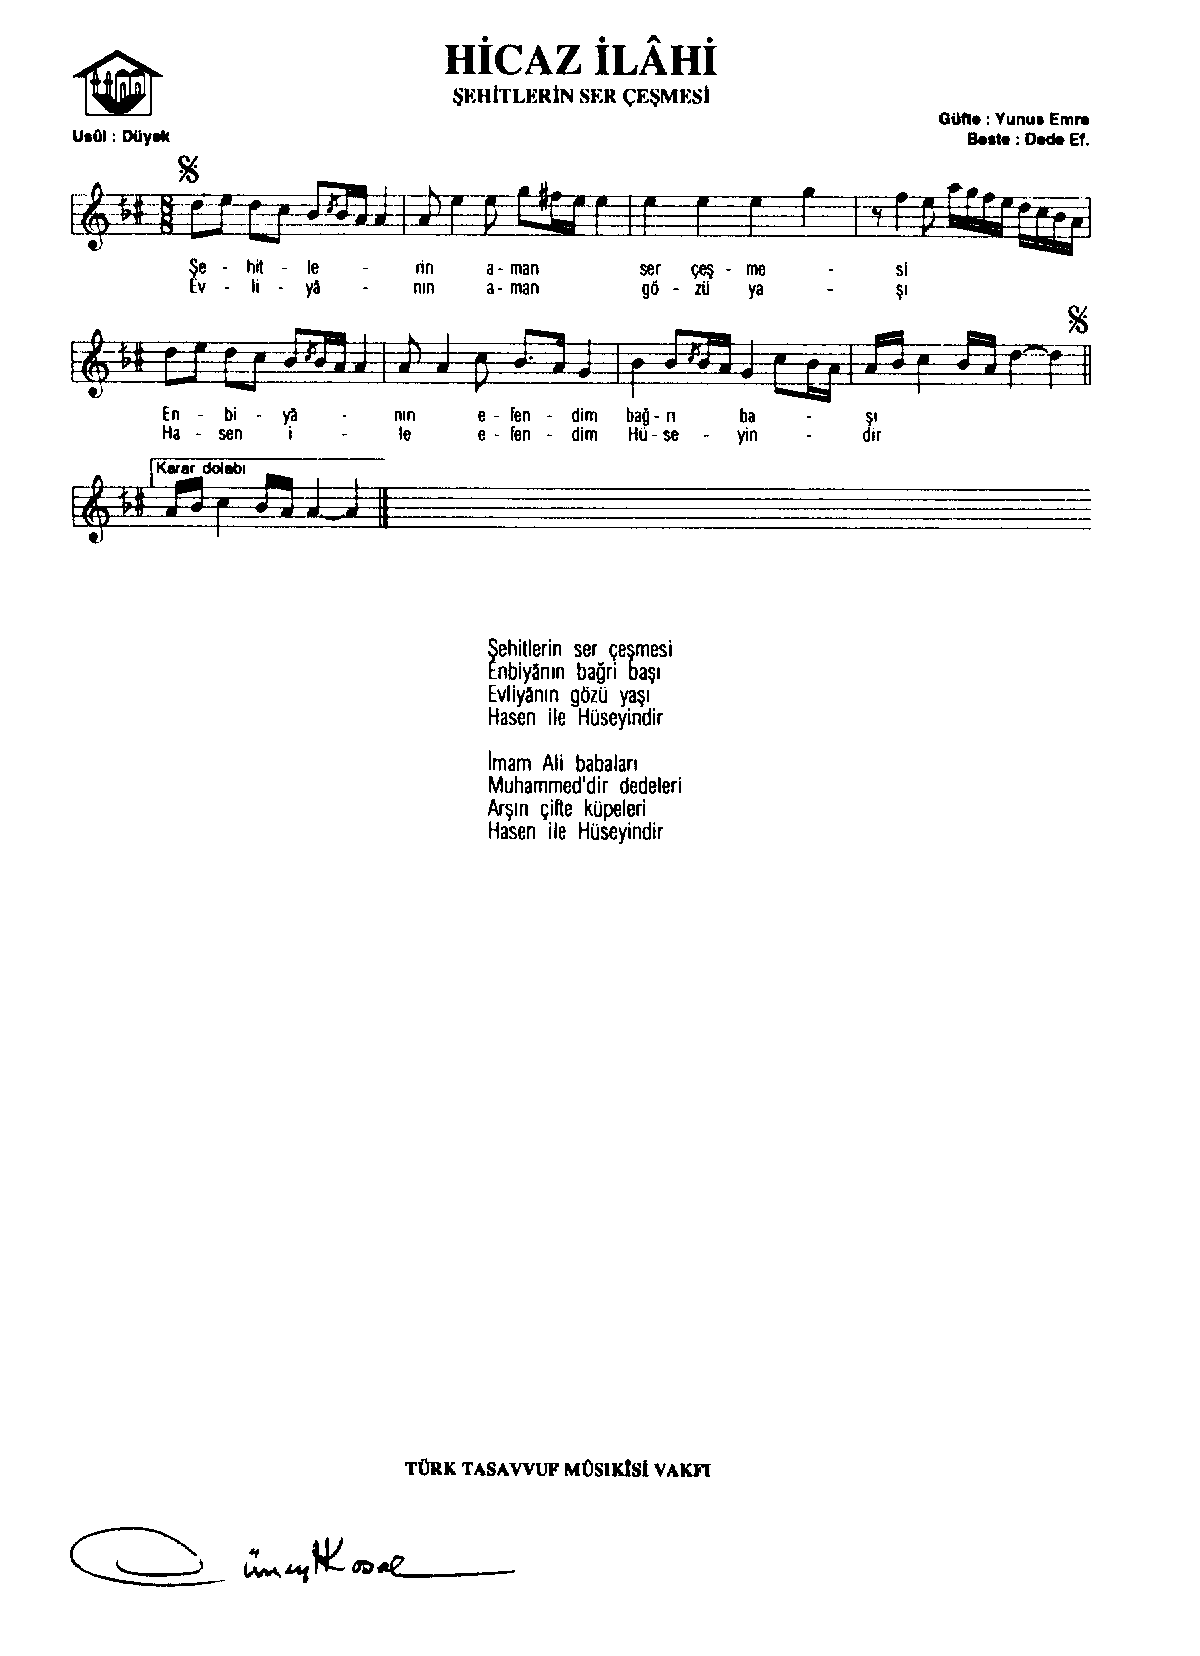 HİCAZ İLÂHİ
ŞEHİTLERİN SER ÇEŞMESİ
Usûl : Düyek
Güfte : Yunus Emre
Beste : Dede Ef.
Şe - hit - le - rin a - man ser çeş - me - si
Ev - li - yâ - nın a - man gö - zü ya - şı
En - bi - yâ - nın e - fen - dim bağ - rı ba - şı
Ha - sen i - le e - fen - dim Hü - se - yin - dir
Karar dolabı
Şehitlerin ser çeşmesi
Enbiyânın bağri başı
Evliyânın gözü yaşı
Hasen ile Hüseyindir
İmam Ali babaları
Muhammed'dir dedeleri
Arşın çifte küpeleri
Hasen ile Hüseyindir
TÜRK TASAVVUF MÛSIKÎSİ VAKFI
Cüneyt Kosal